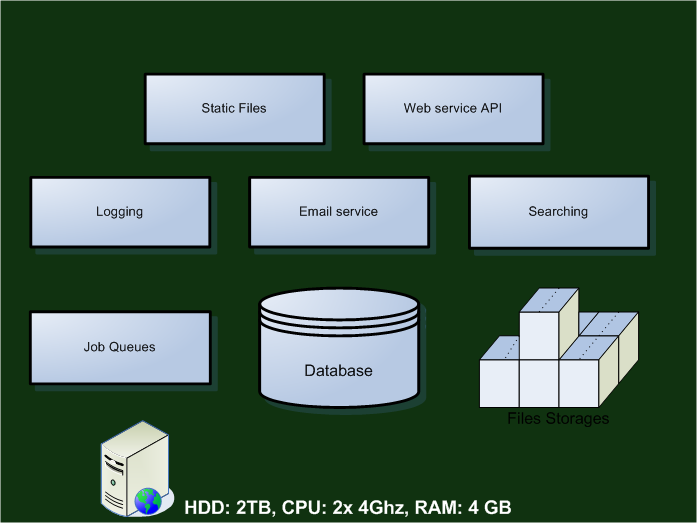 Static Files
Web service API
Logging
Email service
Searching
Job Queues
Database
Files Storages
HDD: 2TB, CPU: 2x 4Ghz, RAM: 4 GB